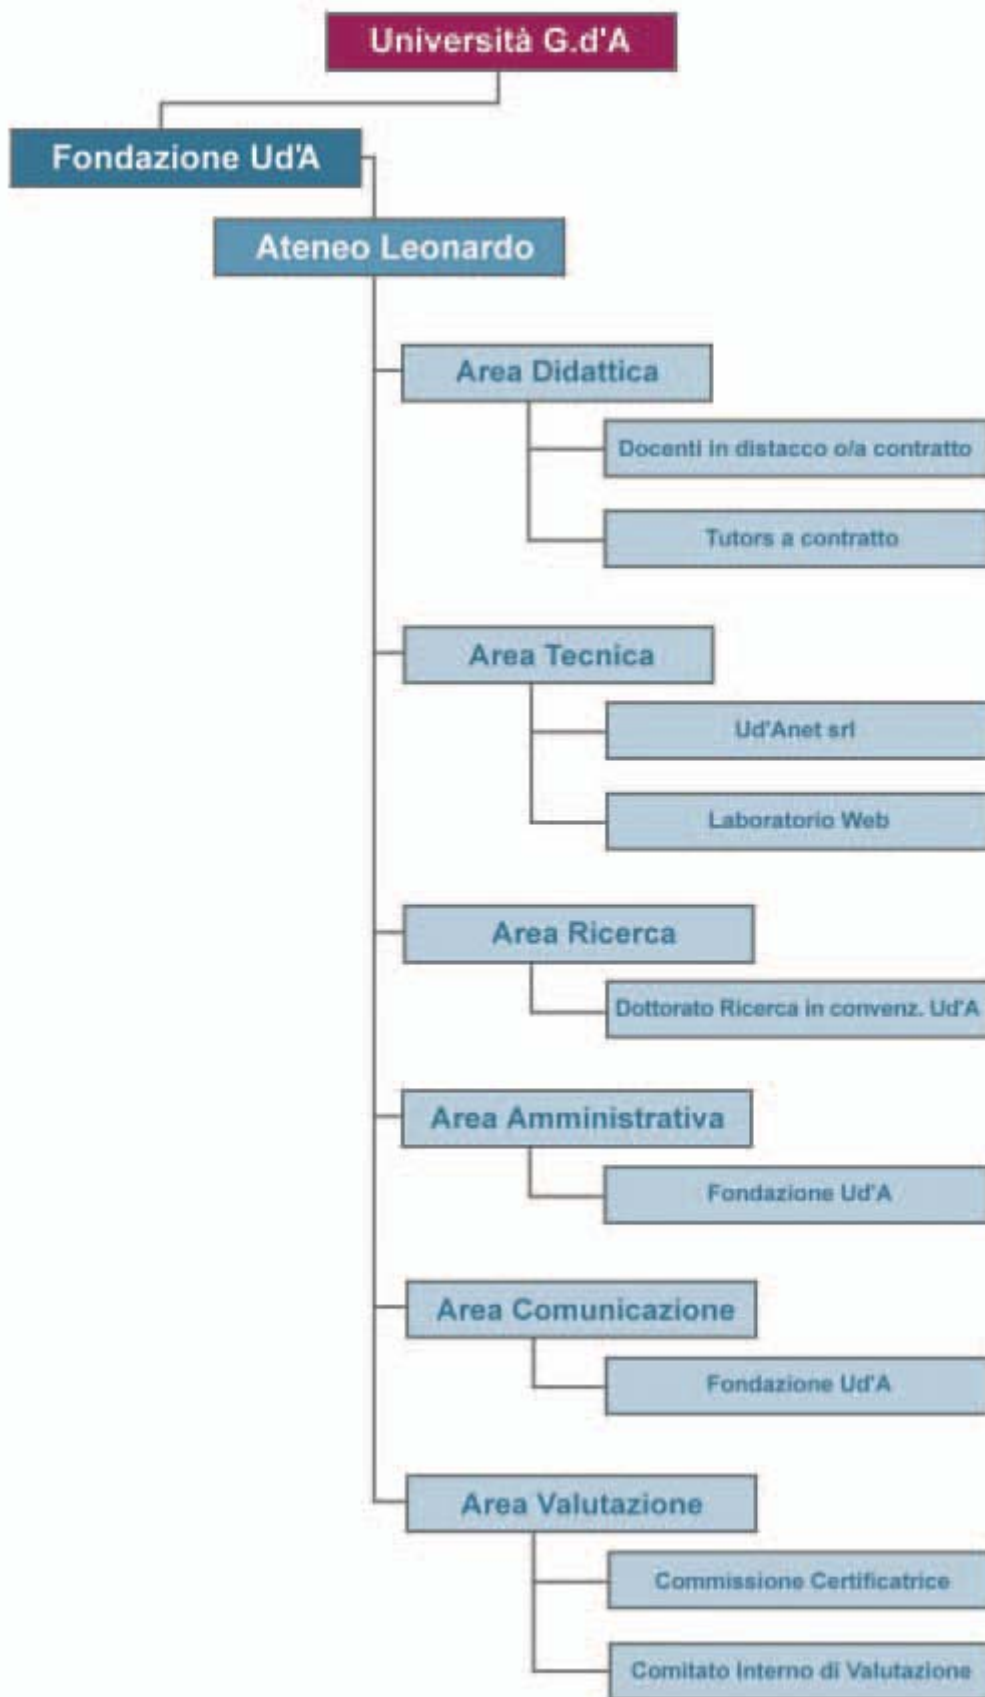 Università G.d'A
Fondazione Ud'A
Ateneo Leonardo
Area Didattica
Docenti in distacco o/a contratto
Tutors a contratto
Area Tecnica
Ud'Anet srl
Laboratorio Web
Area Ricerca
Dottorato Ricerca in convenz. Ud'A
Area Amministrativa
Fondazione Ud'A
Area Comunicazione
Fondazione Ud'A
Area Valutazione
Commissione Certificatrice
Comitato Interno di Valutazione